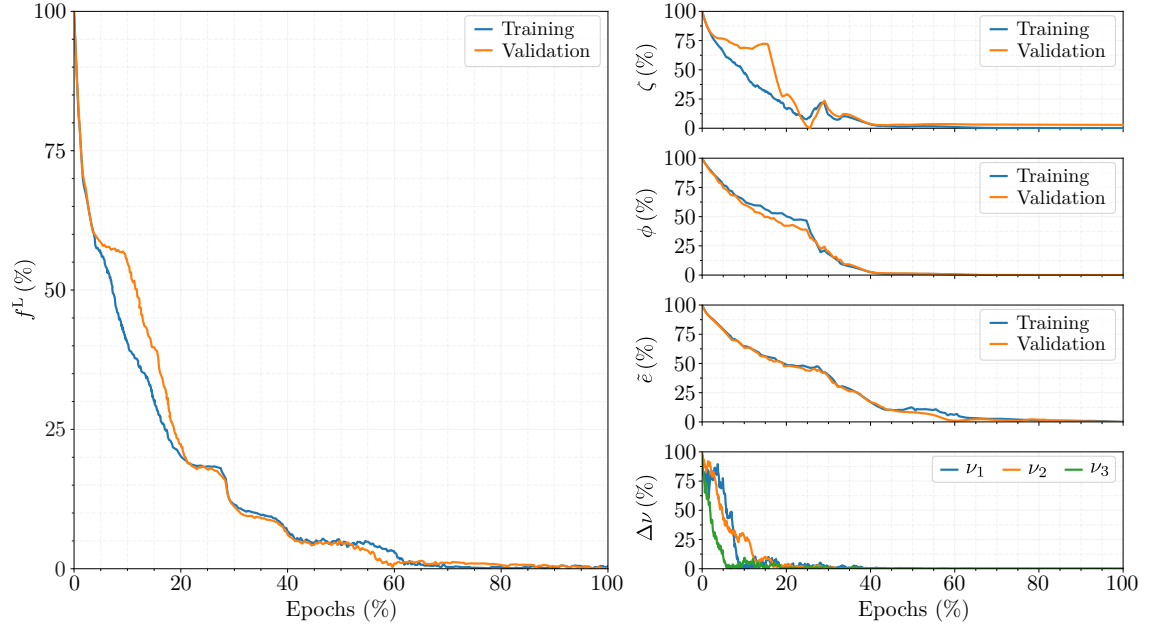 100
75
50
25
0
f^L (%)
0 20 40 60 80 100
Epochs (%)
Training
Validation
100
75
50
25
0
ζ (%)
Training
Validation
100
75
50
25
0
ϕ (%)
Training
Validation
100
75
50
25
0
ẽ (%)
Training
Validation
100
75
50
25
0
Δν (%)
ν₁ ν₂ ν₃
0 20 40 60 80 100
Epochs (%)